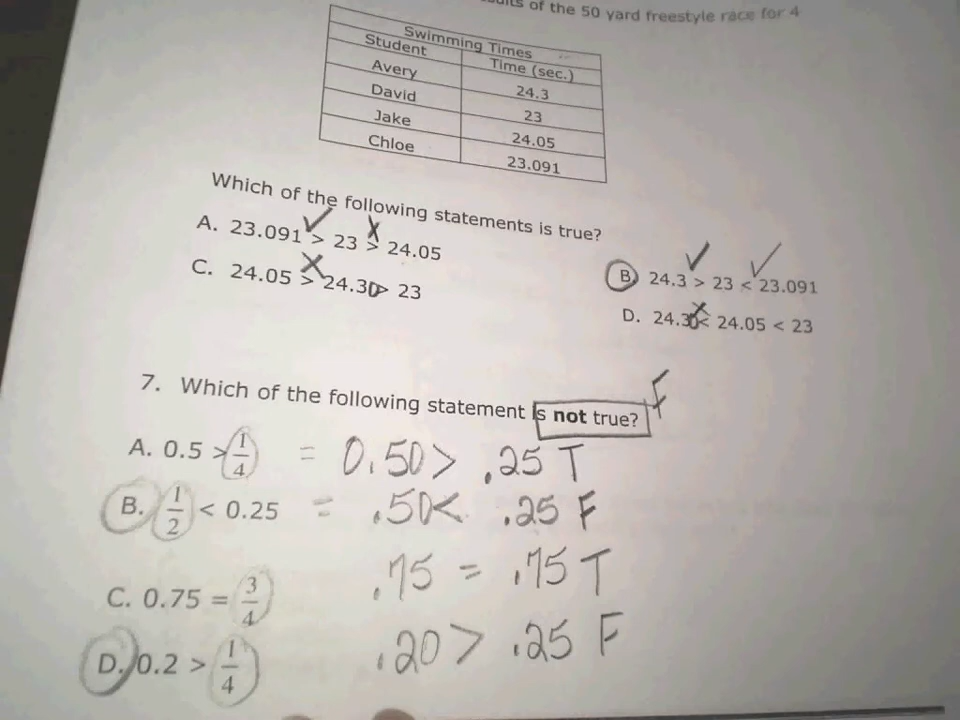 of the 50 yard freestyle race for 4
Swimming Times
Student Time (sec.)
Avery 24.3
David 23
Jake 24.05
Chloe 23.091
Which of the following statements is true?
A. 23.091 > 23 > 24.05
B. 24.3 > 23 < 23.091
C. 24.05 > 24.30 > 23
D. 24.30 < 24.05 < 23
7. Which of the following statement is not true? F
A. 0.5 > 1/4 = 0.50 > .25 T
B. 1/2 < 0.25 = .50 < .25 F
C. 0.75 = 3/4 .75 = .75 T
D. 0.2 > 1/4 .20 > .25 F